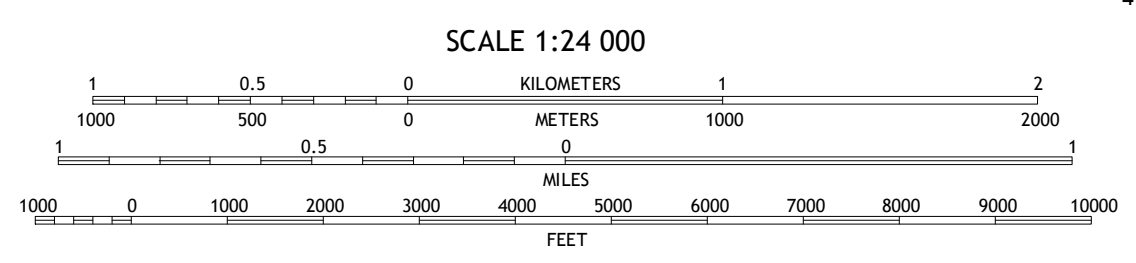 SCALE 1:24 000
1 0.5 0 KILOMETERS 1 2
1000 500 0 METERS 1000 2000
1 0.5 0 1
MILES
1000 0 1000 2000 3000 4000 5000 6000 7000 8000 9000 10000
FEET